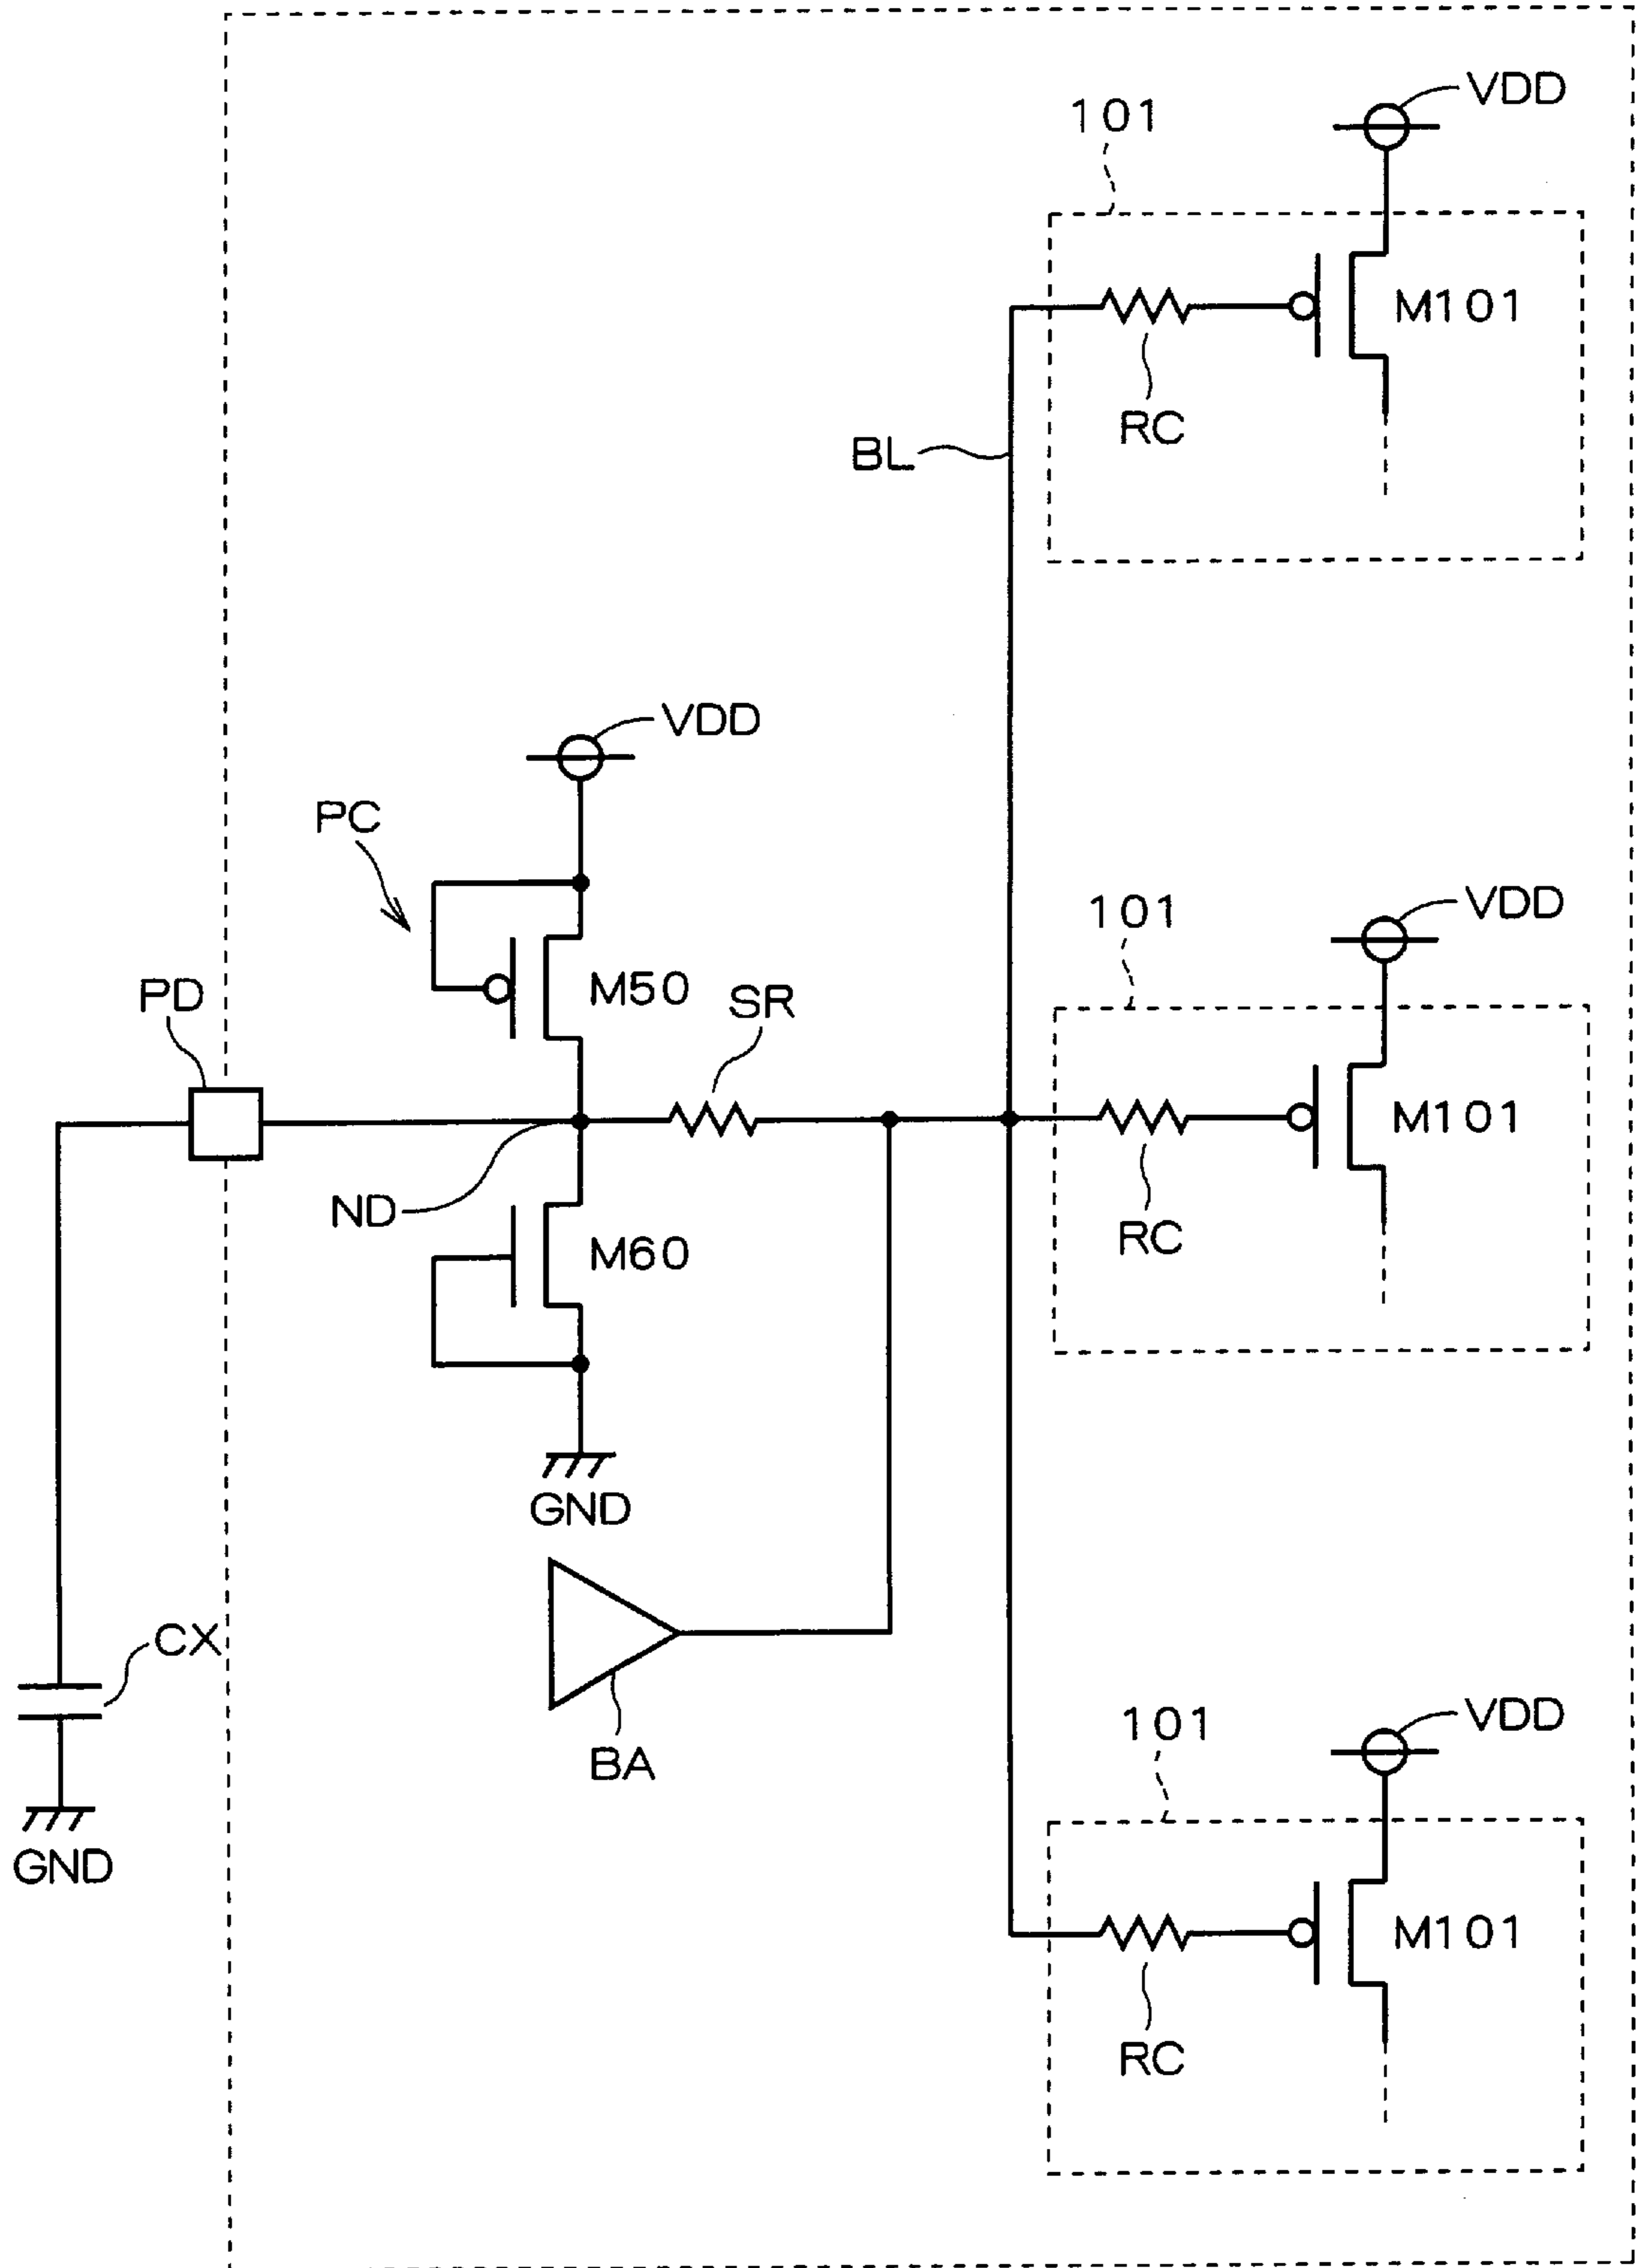 VDD
101
M101
RC
BL
VDD
PC
101
VDD
PD
M50
SR
M101
ND
RC
M60
GND
CX
BA
101
VDD
GND
M101
RC